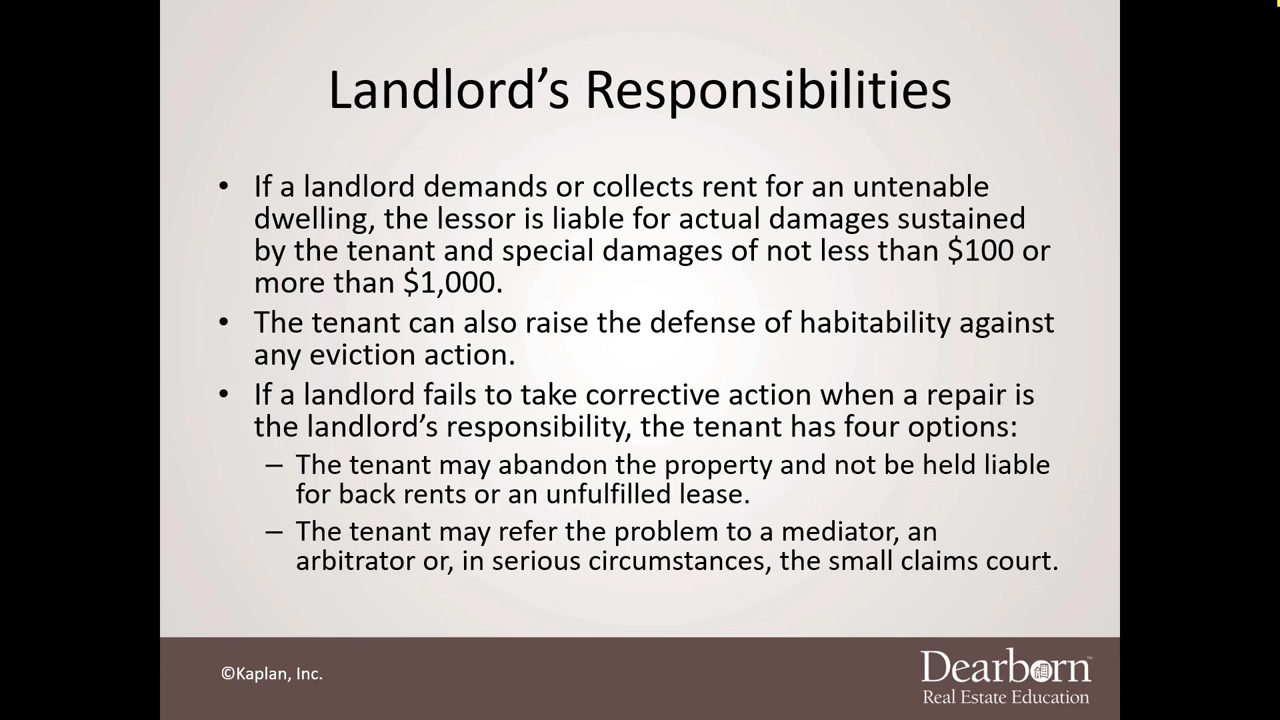 Landlord’s Responsibilities
• If a landlord demands or collects rent for an untenable
dwelling, the lessor is liable for actual damages sustained
by the tenant and special damages of not less than $100 or
more than $1,000.
• The tenant can also raise the defense of habitability against
any eviction action.
• If a landlord fails to take corrective action when a repair is
the landlord’s responsibility, the tenant has four options:
– The tenant may abandon the property and not be held liable
for back rents or an unfulfilled lease.
– The tenant may refer the problem to a mediator, an
arbitrator or, in serious circumstances, the small claims court.
©Kaplan, Inc.
Dearborn™
Real Estate Education